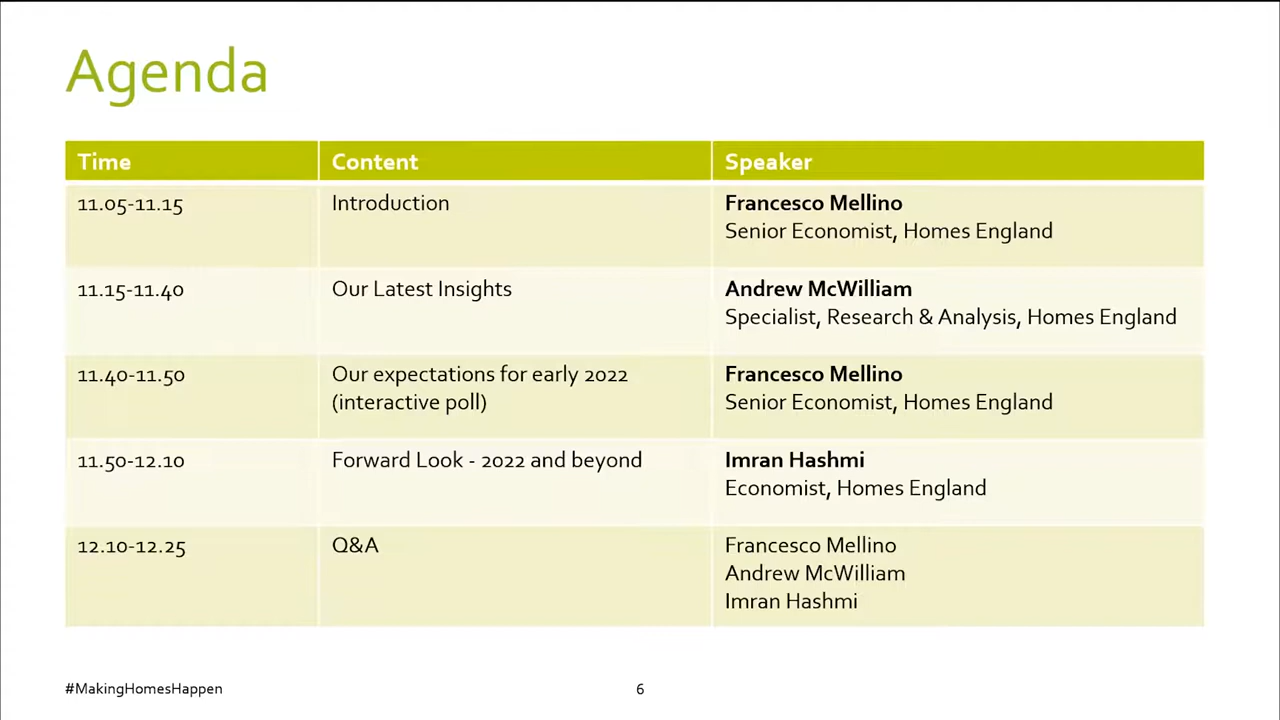 Agenda
Time Content Speaker
11.05-11.15 Introduction Francesco Mellino
Senior Economist, Homes England
11.15-11.40 Our Latest Insights Andrew McWilliam
Specialist, Research & Analysis, Homes England
11.40-11.50 Our expectations for early 2022 Francesco Mellino
(interactive poll) Senior Economist, Homes England
11.50-12.10 Forward Look - 2022 and beyond Imran Hashmi
Economist, Homes England
12.10-12.25 Q&A Francesco Mellino
Andrew McWilliam
Imran Hashmi
#MakingHomesHappen 6